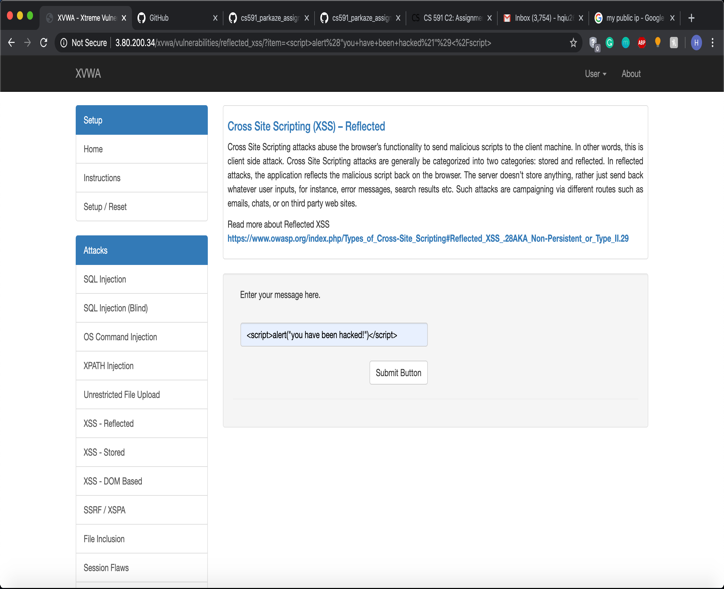 XVWA - Xtreme Vulne
GitHub
cs591_parkaze_assig
cs591_parkaze_assig
CS 591 C2: Assignme
Inbox (3,754) - hqiu2
my public ip - Google
Not Secure | 3.80.200.34/xvwa/vulnerabilities/reflected_xss/?item=<script>alert%28"you+have+been+hacked%21"%29<%2Fscript>
ABP
H
XVWA
User
About
Setup
Home
Instructions
Setup / Reset
Attacks
SQL Injection
SQL Injection (Blind)
OS Command Injection
XPATH Injection
Unrestricted File Upload
XSS - Reflected
XSS - Stored
XSS - DOM Based
SSRF / XSPA
File Inclusion
Session Flaws
Cross Site Scripting (XSS) – Reflected
Cross Site Scripting attacks abuse the browser's functionality to send malicious scripts to the client machine. In other words, this is
client side attack. Cross Site Scripting attacks are generally be categorized into two categories: stored and reflected. In reflected
attacks, the application reflects the malicious script back on the browser. The server doesn't store anything, rather just send back
whatever user inputs, for instance, error messages, search results etc. Such attacks are campaigning via different routes such as
emails, chats, or on third party web sites.
Read more about Reflected XSS
https://www.owasp.org/index.php/Types_of_Cross-Site_Scripting#Reflected_XSS_.28AKA_Non-Persistent_or_Type_II.29
Enter your message here.
<script>alert("you have been hacked!")</script>
Submit Button